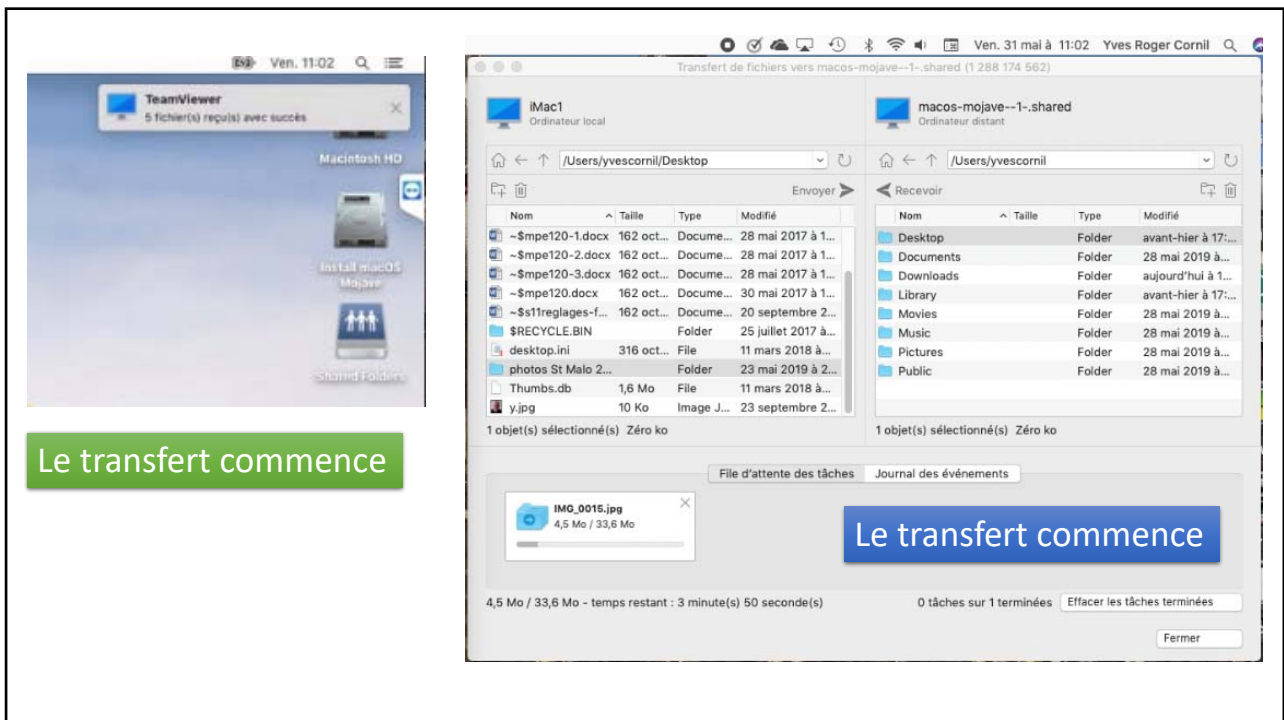 Ven. 11:02
TeamViewer
5 fichier(s) reçu(s) avec succès
Macintosh HD
Install macOS
Mojave
Shared Folders
Le transfert commence
Ven. 31 mai à 11:02 Yves Roger Cornil
Transfert de fichiers vers macos-mojave--1-.shared (1 288 174 562)
iMac1
Ordinateur local
/Users/yvescornil/Desktop
Envoyer
Nom Taille Type Modifié
~$mpe120-1.docx 162 oct... Docume... 28 mai 2017 à 1...
~$mpe120-2.docx 162 oct... Docume... 28 mai 2017 à 1...
~$mpe120-3.docx 162 oct... Docume... 28 mai 2017 à 1...
~$mpe120.docx 162 oct... Docume... 30 mai 2017 à 1...
~$s11reglages-f... 162 oct... Docume... 20 septembre 2...
$RECYCLE.BIN Folder 25 juillet 2017 à...
desktop.ini 316 oct... File 11 mars 2018 à...
photos St Malo 2... Folder 23 mai 2019 à 2...
Thumbs.db 1,6 Mo File 11 mars 2018 à...
y.jpg 10 Ko Image J... 23 septembre 2...
1 objet(s) sélectionné(s) Zéro ko
macos-mojave--1-.shared
Ordinateur distant
/Users/yvescornil
Recevoir
Nom Taille Type Modifié
Desktop Folder avant-hier à 17:...
Documents Folder 28 mai 2019 à...
Downloads Folder aujourd'hui à 1...
Library Folder avant-hier à 17:...
Movies Folder 28 mai 2019 à...
Music Folder 28 mai 2019 à...
Pictures Folder 28 mai 2019 à...
Public Folder 28 mai 2019 à...
1 objet(s) sélectionné(s) Zéro ko
File d'attente des tâches Journal des événements
IMG_0015.jpg
4,5 Mo / 33,6 Mo
Le transfert commence
4,5 Mo / 33,6 Mo - temps restant : 3 minute(s) 50 seconde(s)
0 tâches sur 1 terminées Effacer les tâches terminées
Fermer